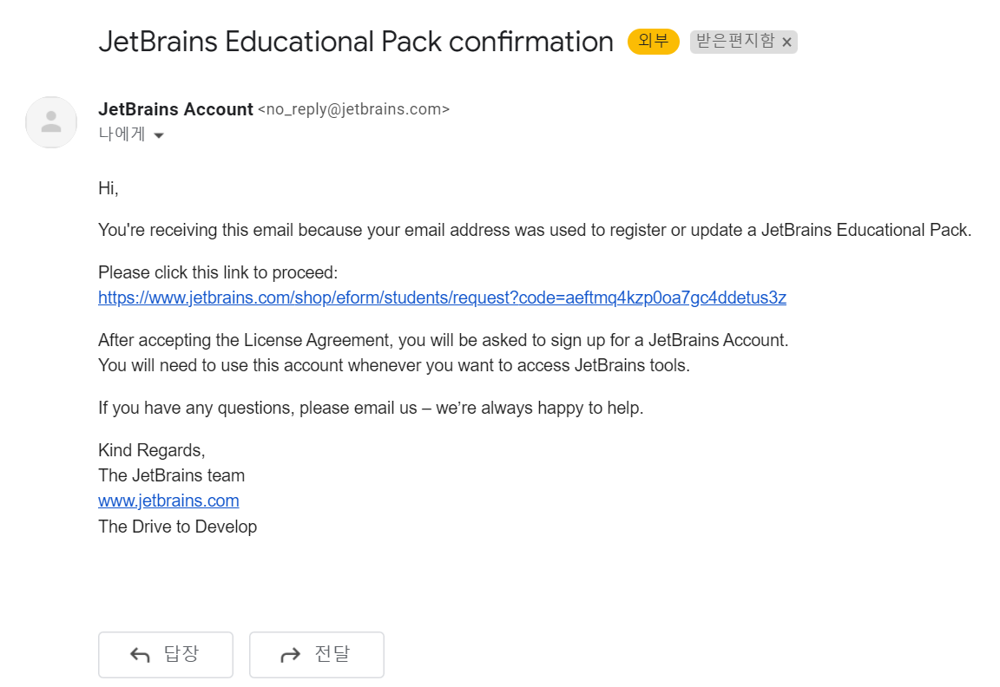 JetBrains Educational Pack confirmation 외부 받은편지함 ×
JetBrains Account <no_reply@jetbrains.com>
나에게
Hi,
You're receiving this email because your email address was used to register or update a JetBrains Educational Pack.
Please click this link to proceed:
https://www.jetbrains.com/shop/eform/students/request?code=aeftmq4kzp0oa7gc4ddetus3z
After accepting the License Agreement, you will be asked to sign up for a JetBrains Account.
You will need to use this account whenever you want to access JetBrains tools.
If you have any questions, please email us – we’re always happy to help.
Kind Regards,
The JetBrains team
www.jetbrains.com
The Drive to Develop
답장 전달